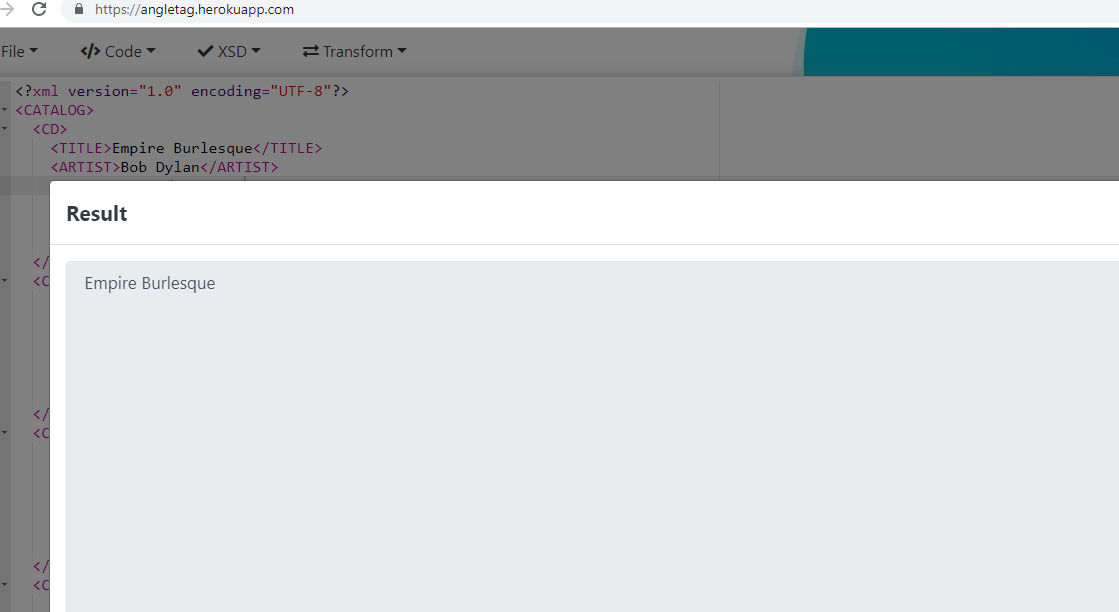 https://angletag.herokuapp.com
File Code XSD Transform
<?xml version="1.0" encoding="UTF-8"?>
<CATALOG>
<CD>
<TITLE>Empire Burlesque</TITLE>
<ARTIST>Bob Dylan</ARTIST>
Result
</
Empire Burlesque
<C
</
<C
</
<C